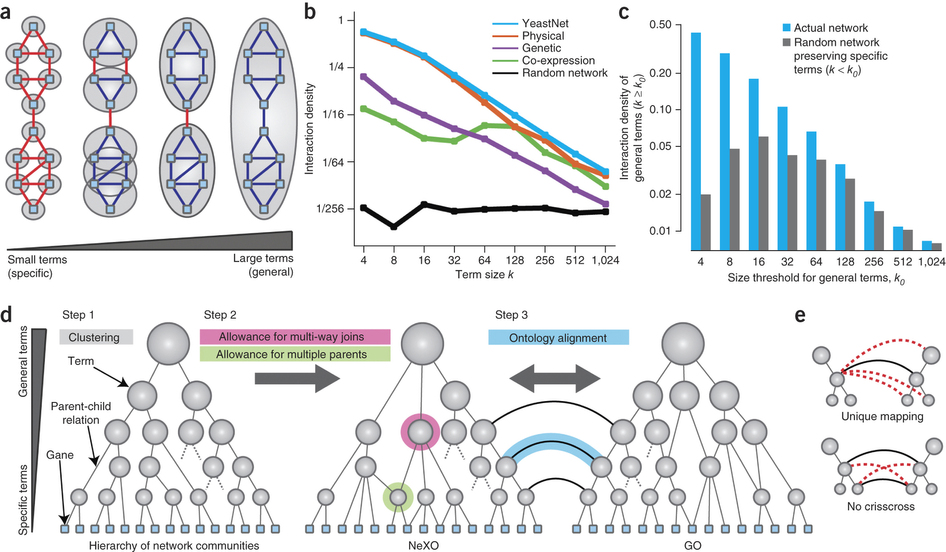 a
Small terms
(specific)
Large terms
(general)
b
Interaction density
1
1/4
1/16
1/64
1/256
YeastNet
Physical
Genetic
Co-expression
Random network
4 8 16 32 64 128 256 512 1,024
Term size k
c
Interaction density of
general terms (k ≥ k0)
0.50
0.20
0.10
0.05
0.02
0.01
Actual network
Random network
preserving specific
terms (k < k0)
4 8 16 32 64 128 256 512 1,024
Size threshold for general terms, k0
d
General terms
Specific terms
Step 1
Clustering
Term
Parent-child
relation
Gane
Hierarchy of network communities
Step 2
Allowance for multi-way joins
Allowance for multiple parents
NeXO
Step 3
Ontology alignment
GO
e
Unique mapping
No crisscross